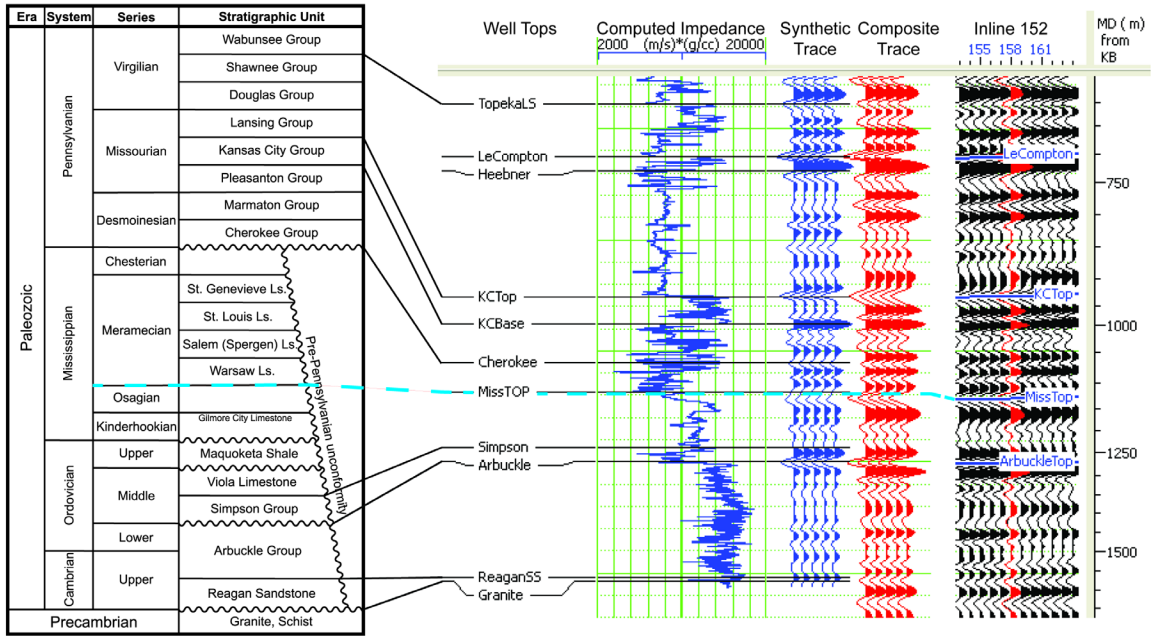 Era System Series Stratigraphic Unit
Paleozoic
Pennsylvanian
Mississippian
Ordovician
Cambrian
Precambrian
Virgilian
Missourian
Desmoinesian
Chesterian
Meramecian
Osagian
Kinderhookian
Upper
Middle
Lower
Upper
Wabunsee Group
Shawnee Group
Douglas Group
Lansing Group
Kansas City Group
Pleasanton Group
Marmaton Group
Cherokee Group
St. Genevieve Ls.
St. Louis Ls.
Salem (Spergen) Ls.
Warsaw Ls.
Gilmore City Limestone
Maquoketa Shale
Viola Limestone
Simpson Group
Arbuckle Group
Reagan Sandstone
Granite, Schist
Pre-Pennsylvanian unconformity
Well Tops
TopekaLS
LeCompton
Heebner
KCTop
KCBase
Cherokee
MissTOP
Simpson
Arbuckle
ReaganSS
Granite
Computed Impedance
2000 (m/s)*(g/cc) 20000
Synthetic
Trace
Composite
Trace
Inline 152
155 158 161
LeCompton
KCTop
MissTop
ArbuckleTop
MD ( m)
from
KB
750
1000
1250
1500